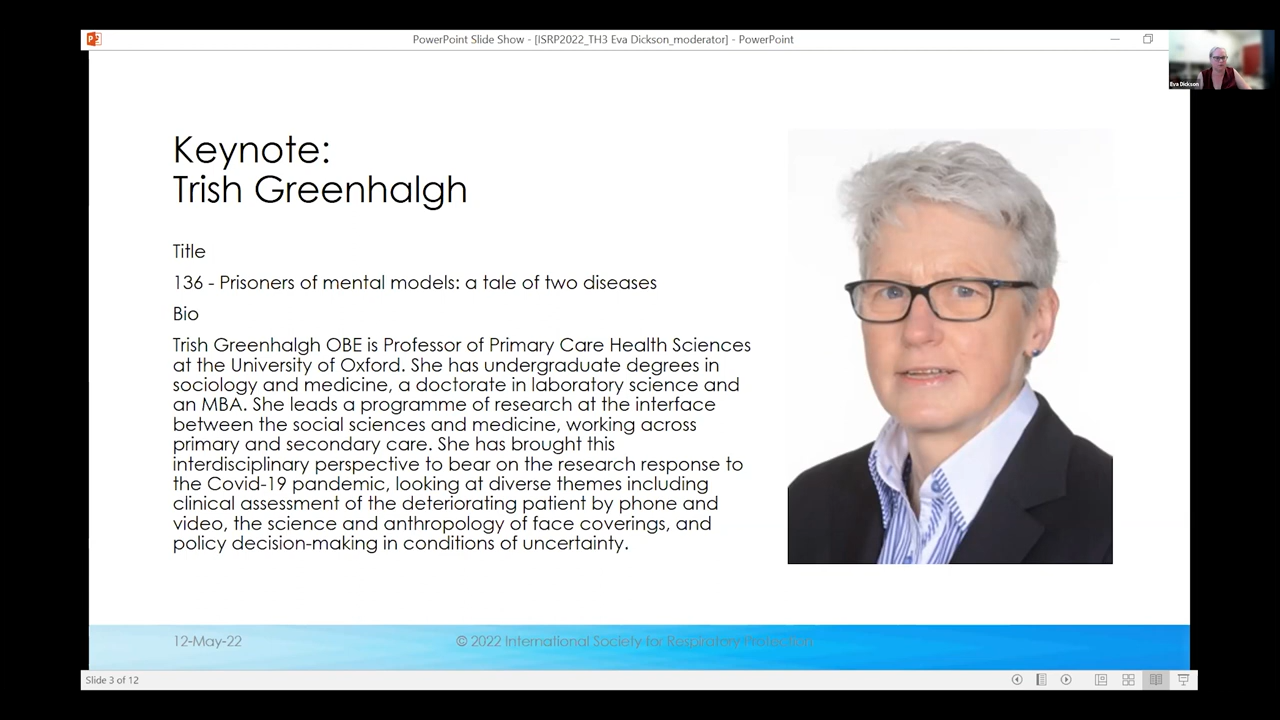 PowerPoint Slide Show - [ISRP2022_TH3 Eva Dickson_moderator] - PowerPoint
Eva Dickson
Keynote:
Trish Greenhalgh
Title
136 - Prisoners of mental models: a tale of two diseases
Bio
Trish Greenhalgh OBE is Professor of Primary Care Health Sciences
at the University of Oxford. She has undergraduate degrees in
sociology and medicine, a doctorate in laboratory science and
an MBA. She leads a programme of research at the interface
between the social sciences and medicine, working across
primary and secondary care. She has brought this
interdisciplinary perspective to bear on the research response to
the Covid-19 pandemic, looking at diverse themes including
clinical assessment of the deteriorating patient by phone and
video, the science and anthropology of face coverings, and
policy decision-making in conditions of uncertainty.
12-May-22
© 2022 International Society for Respiratory Protection
Slide 3 of 12